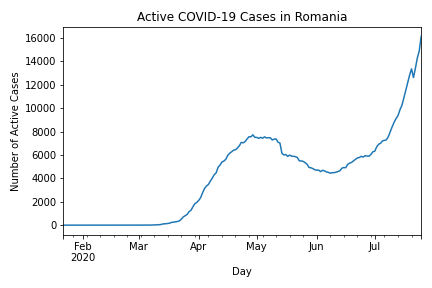 Active COVID-19 Cases in Romania
Number of Active Cases
16000
14000
12000
10000
8000
6000
4000
2000
0
Feb Mar Apr May Jun Jul
2020
Day